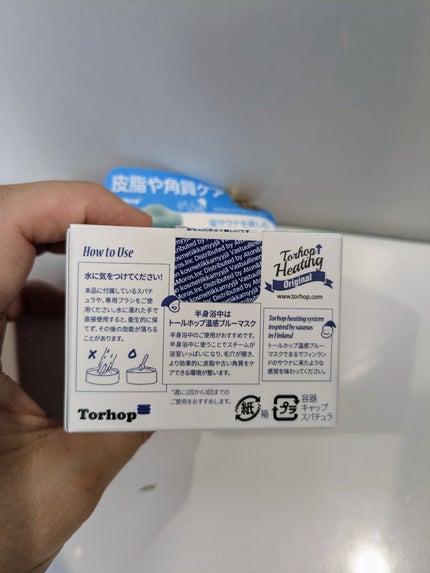 皮脂や角質ケア
How to Use
水に気をつけてください!
本品に付属しているスパチ
ュラや、専用ブラシをご使
用ください。水に濡れた手で
直接使用すると、衛生的に保
てず、その後の効能が落ちる
ことがあります。
Torhop
Distributed by
Moros.Inc Distributed by
半身浴中は
トールホップ温感ブルーマスク
半身浴中のご使用がおすすめです。
半身浴中に使うことでスチームが
浴室いっぱいになり、毛穴が開き、
より効果的に皮脂や古い角質をケ
アできる環境が整います。
*週に1回から3回までの
ご使用をおすすめします。
Torhop
Heating
Original
www.torhop.com
Torhop heating system
inspired by saunas
in Finland
トールホップ温感ブルーマ
スクでまるでフィンラン
ドのサウナに来たような
感覚を味わってください。
紙
箱
プラ
容器
キャップ
スパチュラ